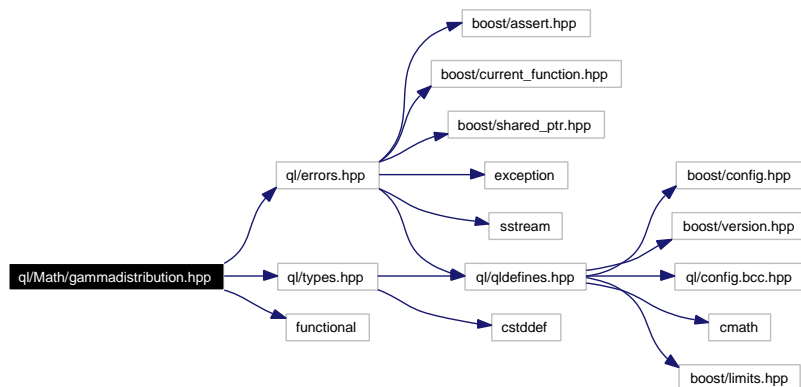 boost/assert.hpp
boost/current_function.hpp
boost/shared_ptr.hpp
ql/errors.hpp
exception
boost/config.hpp
sstream
boost/version.hpp
ql/Math/gammadistribution.hpp
ql/types.hpp
ql/qldefines.hpp
ql/config.bcc.hpp
functional
cstddef
cmath
boost/limits.hpp